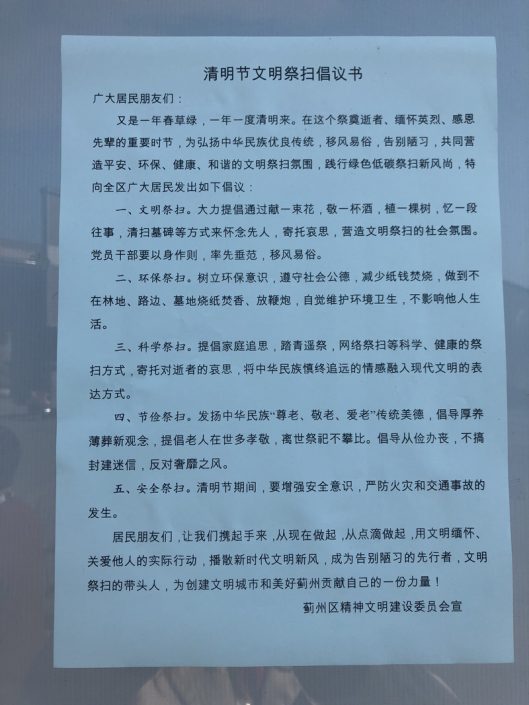 清明节文明祭扫倡议书
广大居民朋友们：
又是一年春草绿，一年一度清明来。在这个祭奠逝者、缅怀英烈、感恩
先辈的重要时节，为弘扬中华民族优良传统，移风易俗，告别陋习，共同营
造平安、环保、健康、和谐的文明祭扫氛围，践行绿色低碳祭扫新风尚，特
向全区广大居民发出如下倡议：
一、文明祭扫。大力提倡通过献一束花，敬一杯酒，植一棵树，忆一段
往事，清扫墓碑等方式来怀念先人，寄托哀思，营造文明祭扫的社会氛围。
党员干部要以身作则，率先垂范，移风易俗。
二、环保祭扫。树立环保意识，遵守社会公德，减少纸钱焚烧，做到不
在林地、路边、墓地烧纸焚香、放鞭炮，自觉维护环境卫生，不影响他人生
活。
三、科学祭扫。提倡家庭追思，踏青遥祭，网络祭扫等科学、健康的祭
扫方式，寄托对逝者的哀思，将中华民族慎终追远的情感融入现代文明的表
达方式。
四、节俭祭扫。发扬中华民族“尊老、敬老、爱老”传统美德，倡导厚养
薄葬新观念，提倡老人在世多孝敬，离世祭祀不攀比。倡导从俭办丧，不搞
封建迷信，反对奢靡之风。
五、安全祭扫。清明节期间，要增强安全意识，严防火灾和交通事故的
发生。
居民朋友们，让我们携起手来，从现在做起，从点滴做起，用文明缅怀、
关爱他人的实际行动，播散新时代文明新风，成为告别陋习的先行者，文明
祭扫的带头人，为创建文明城市和美好蓟州贡献自己的一份力量！
蓟州区精神文明建设委员会宣